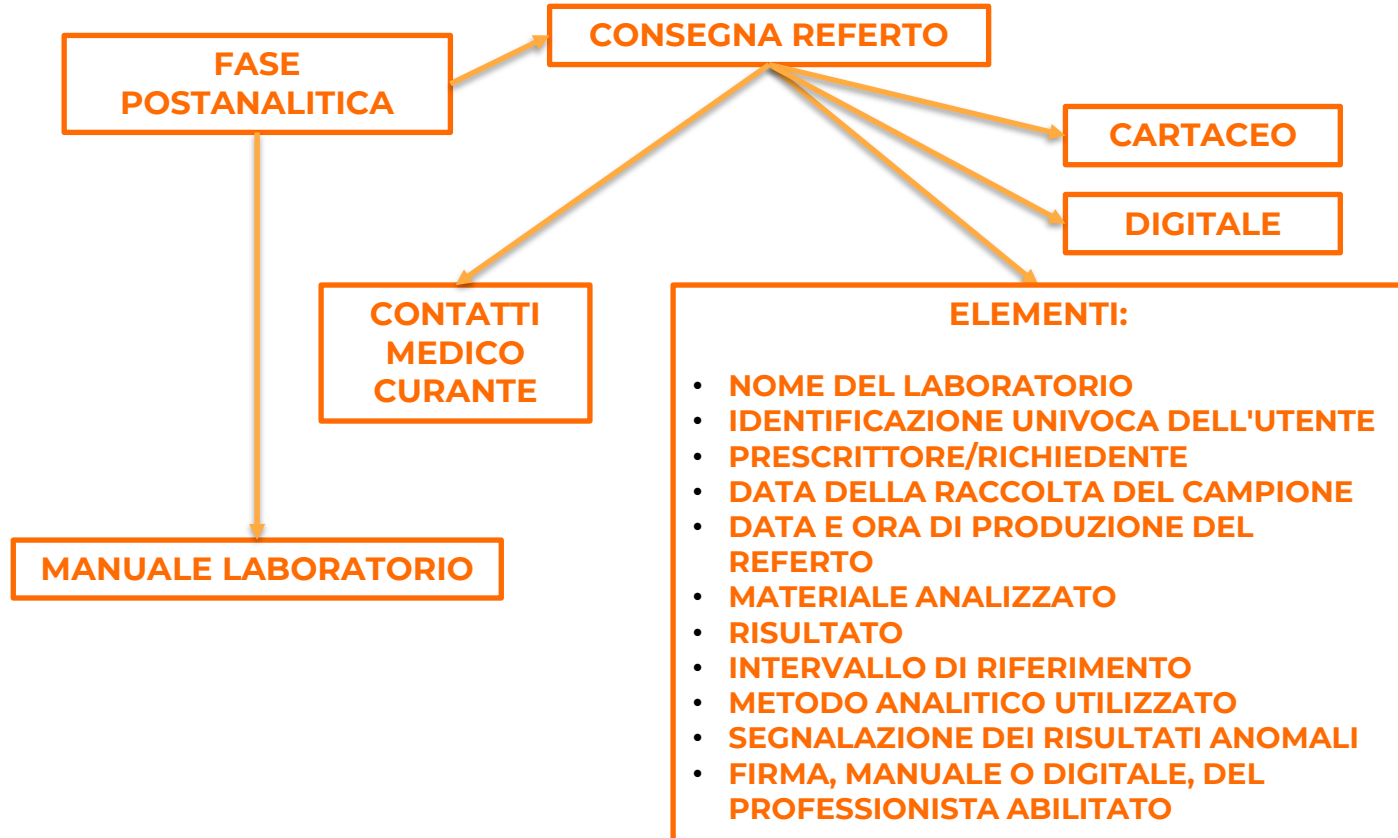 FASE
POSTANALITICA
CONSEGNA REFERTO
CARTACEO
DIGITALE
CONTATTI
MEDICO
CURANTE
MANUALE LABORATORIO
ELEMENTI:
• NOME DEL LABORATORIO
• IDENTIFICAZIONE UNIVOCA DELL'UTENTE
• PRESCRITTORE/RICHIEDENTE
• DATA DELLA RACCOLTA DEL CAMPIONE
• DATA E ORA DI PRODUZIONE DEL
REFERTO
• MATERIALE ANALIZZATO
• RISULTATO
• INTERVALLO DI RIFERIMENTO
• METODO ANALITICO UTILIZZATO
• SEGNALAZIONE DEI RISULTATI ANOMALI
• FIRMA, MANUALE O DIGITALE, DEL
PROFESSIONISTA ABILITATO